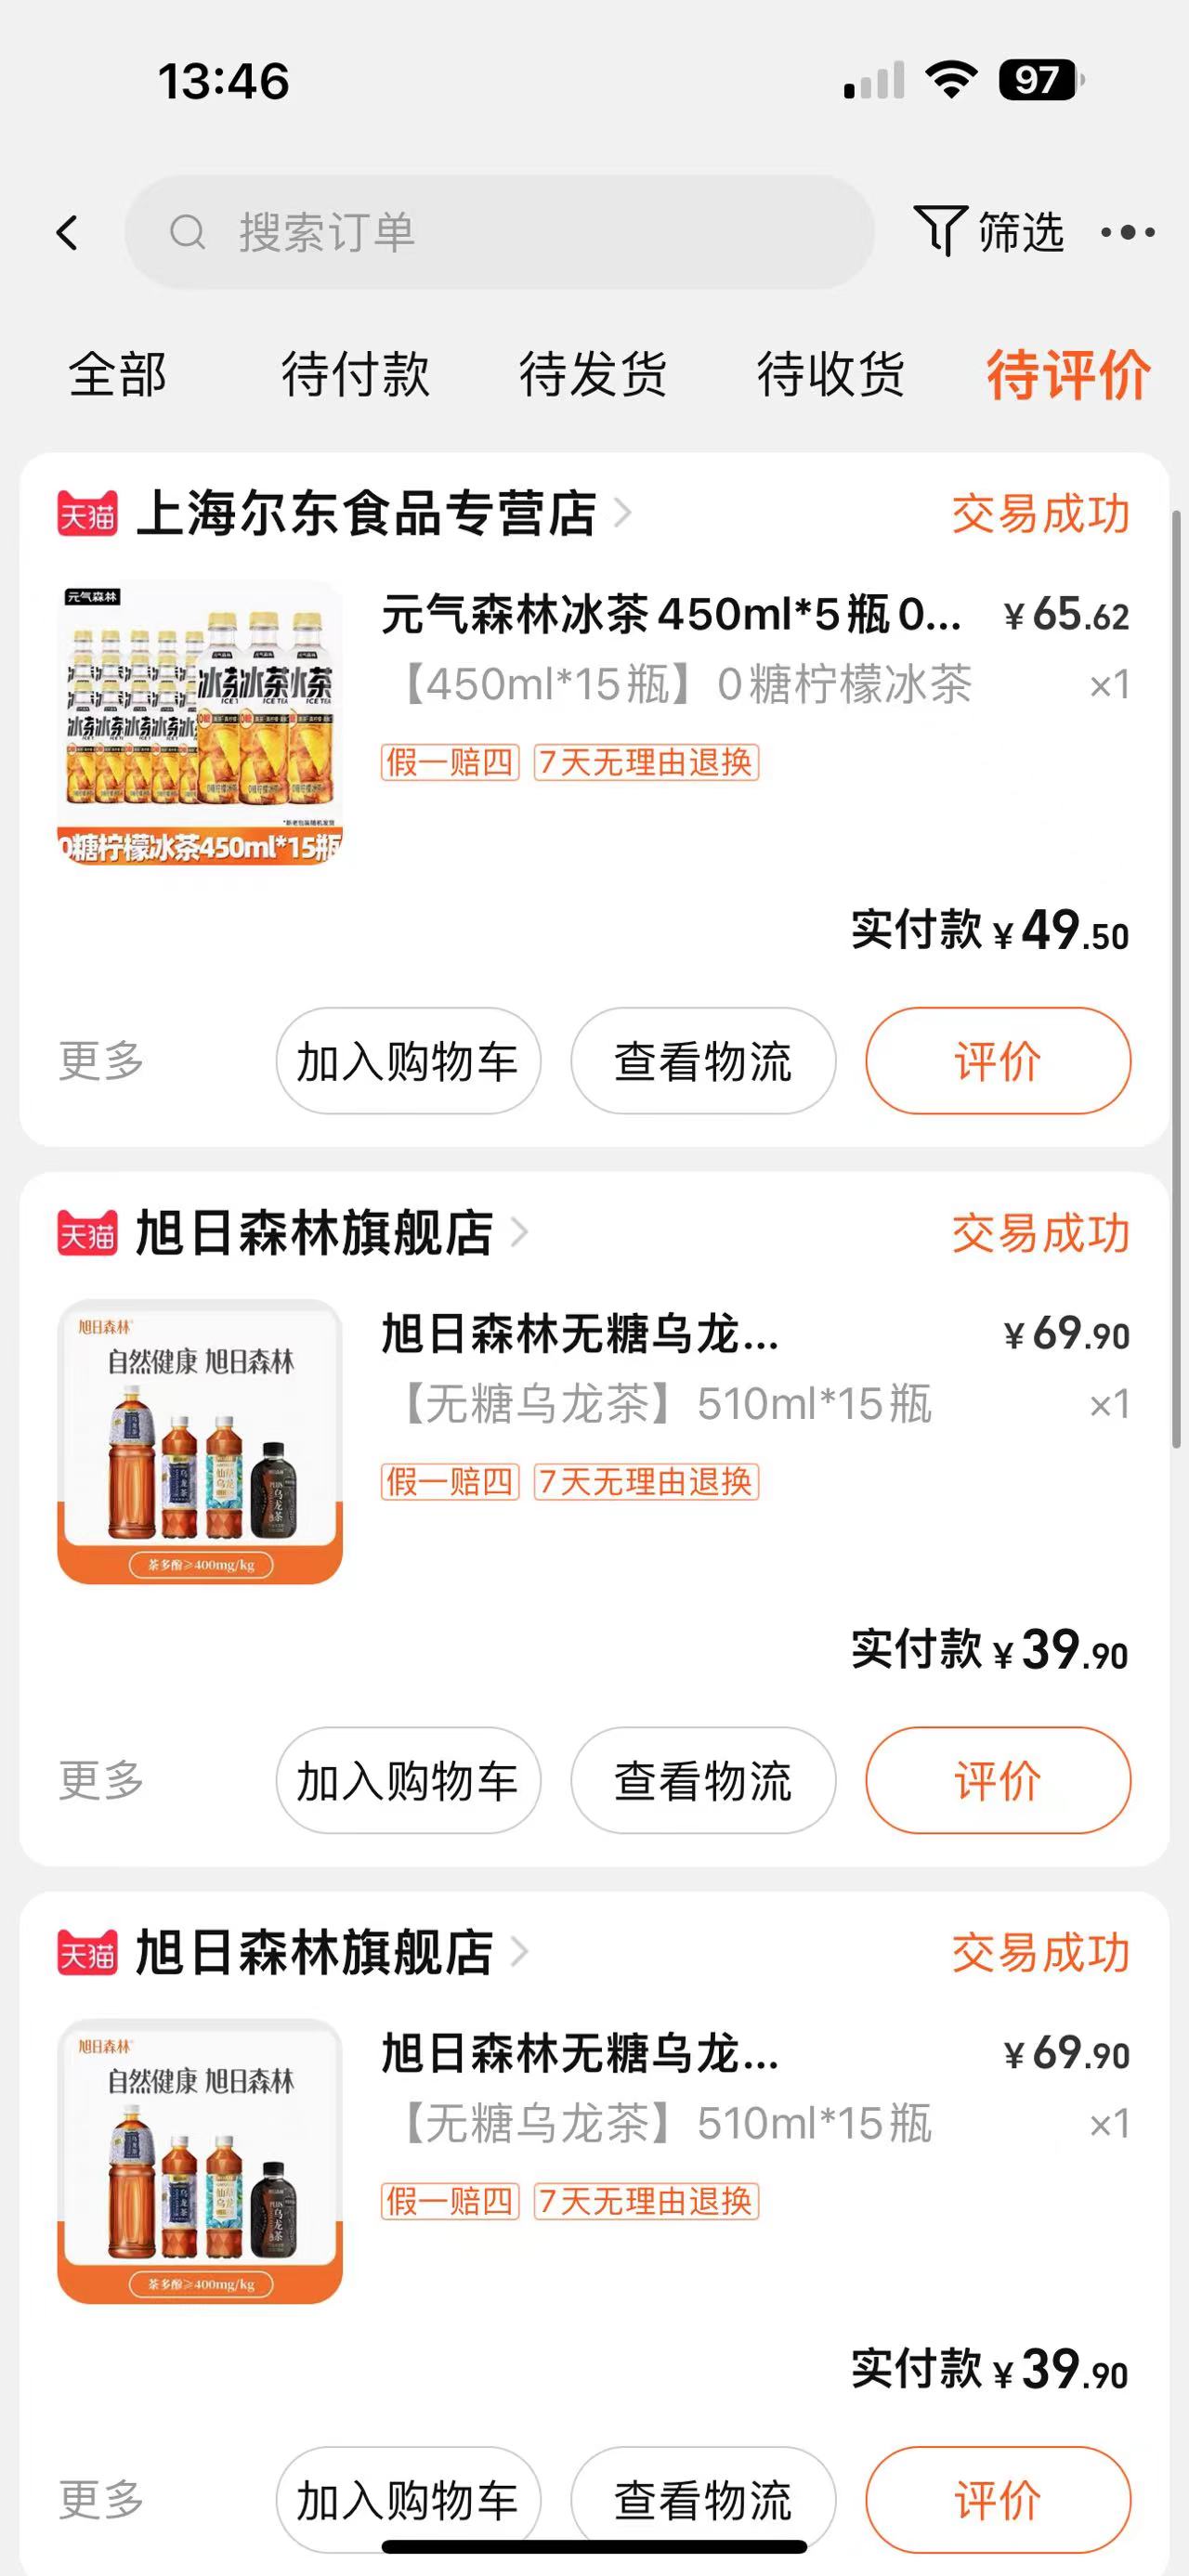 13:46
97
搜索订单
筛选
全部 待付款 待发货 待收货 待评价
天猫 上海尔东食品专营店 交易成功
元气森林
冰茶 冰茶 冰茶
ICE TEA
0糖柠檬冰茶450ml*15瓶
元气森林冰茶450ml*5瓶0... ¥65.62
【450ml*15瓶】0糖柠檬冰茶 ×1
假一赔四 7天无理由退换
实付款 ¥49.50
更多 加入购物车 查看物流 评价
天猫 旭日森林旗舰店 交易成功
旭日森林
自然健康 旭日森林
乌龙茶
茶多酚≥400mg/kg
旭日森林无糖乌龙... ¥69.90
【无糖乌龙茶】510ml*15瓶 ×1
假一赔四 7天无理由退换
实付款 ¥39.90
更多 加入购物车 查看物流 评价
天猫 旭日森林旗舰店 交易成功
旭日森林
自然健康 旭日森林
乌龙茶
茶多酚≥400mg/kg
旭日森林无糖乌龙... ¥69.90
【无糖乌龙茶】510ml*15瓶 ×1
假一赔四 7天无理由退换
实付款 ¥39.90
更多 加入购物车 查看物流 评价